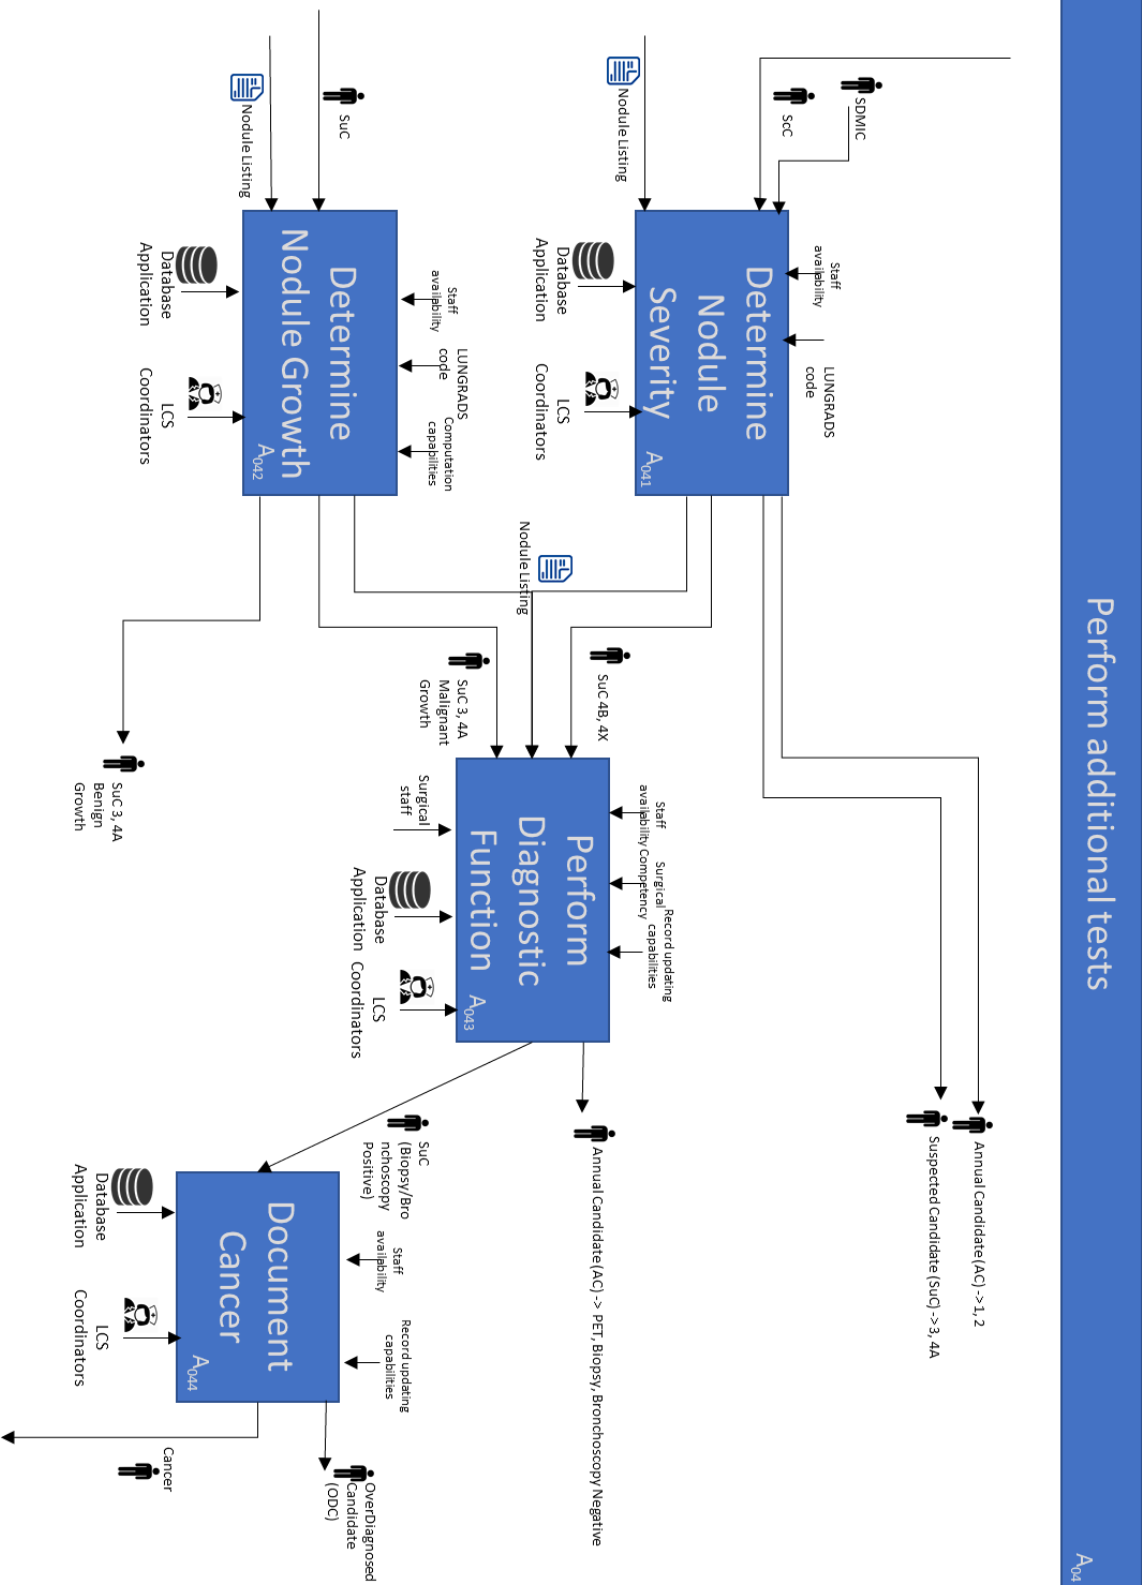 Perform additional tests
A04
SDMIC
ScC
Nodule Listing
Staff
availability
LUNGRADS
code
Determine
Nodule
Severity
A041
Database
Application
LCS
Coordinators
Annual Candidate (AC) -> 1, 2
Suspected Candidate (SuC) -> 3, 4A
SuC
Nodule Listing
Staff
availability
LUNGRADS
code
Computation
capabilities
Determine
Nodule Growth
A042
Database
Application
LCS
Coordinators
Nodule Listing
SuC 4B, 4X
SuC 3, 4A
Malignant
Growth
SuC 3, 4A
Benign
Growth
Staff
availability
Surgical
Competency
Record updating
capabilities
Perform
Diagnostic
Function
A043
Surgical
staff
Database
Application
LCS
Coordinators
Annual Candidate (AC) -> PET, Biopsy, Bronchoscopy Negative
SuC
(Biopsy/Bro
nchoscopy
Positive)
Staff
availability
Record updating
capabilities
Document
Cancer
A044
Database
Application
LCS
Coordinators
OverDiagnosed
Candidate
(ODC)
Cancer